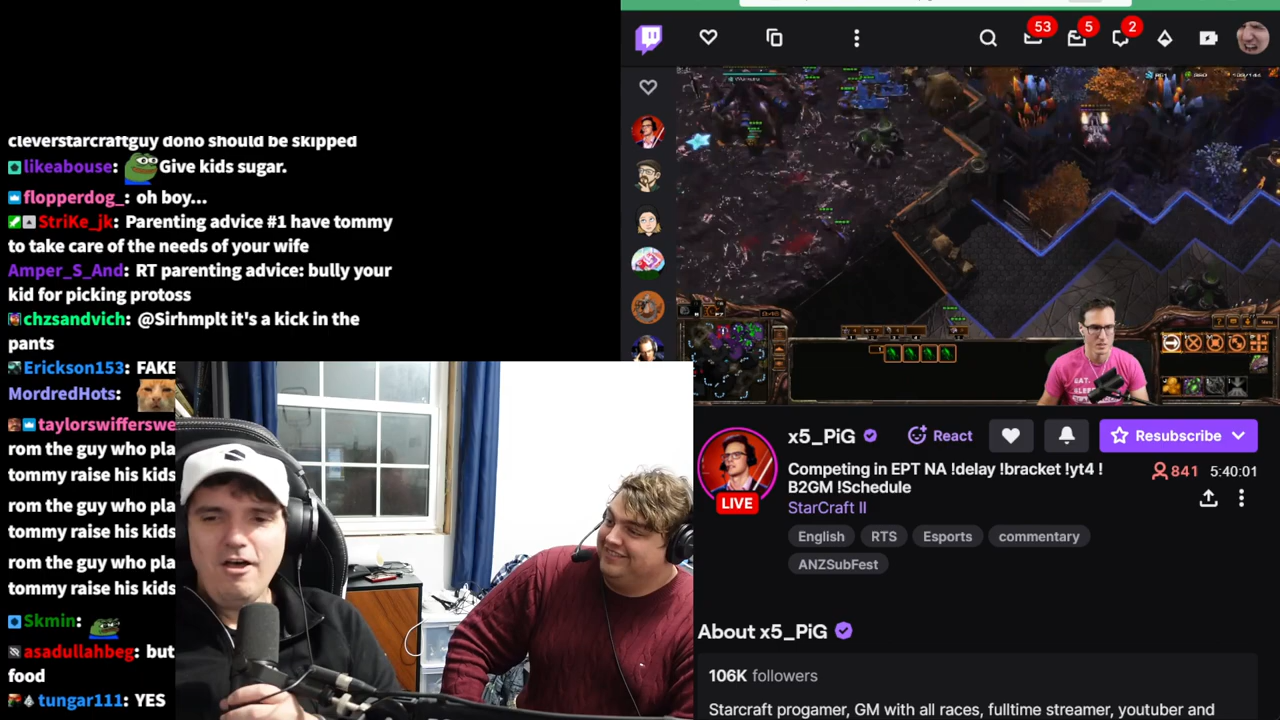 cleverstarcraftguy dono should be skipped
likeabouse: Give kids sugar.
flopperdog_: oh boy...
StriKe_jk: Parenting advice #1 have tommy
to take care of the needs of your wife
Amper_S_And: RT parenting advice: bully your
kid for picking protoss
chzsandvich: @Sirhmplt it's a kick in the
pants
Erickson153: FAKE
MordredHots:
taylorswifferswe
rom the guy who pla
tommy raise his kids
rom the guy who pla
tommy raise his kids
rom the guy who pla
tommy raise his kids
Skmin:
asadullahbeg: but
food
tungar111: YES
53
5
2
x5_PiG
React
Resubscribe
LIVE
Competing in EPT NA !delay !bracket !yt4 !
B2GM !Schedule
841
5:40:01
StarCraft II
English
RTS
Esports
commentary
ANZSubFest
About x5_PiG
106K followers
Starcraft progamer, GM with all races, fulltime streamer, youtuber and